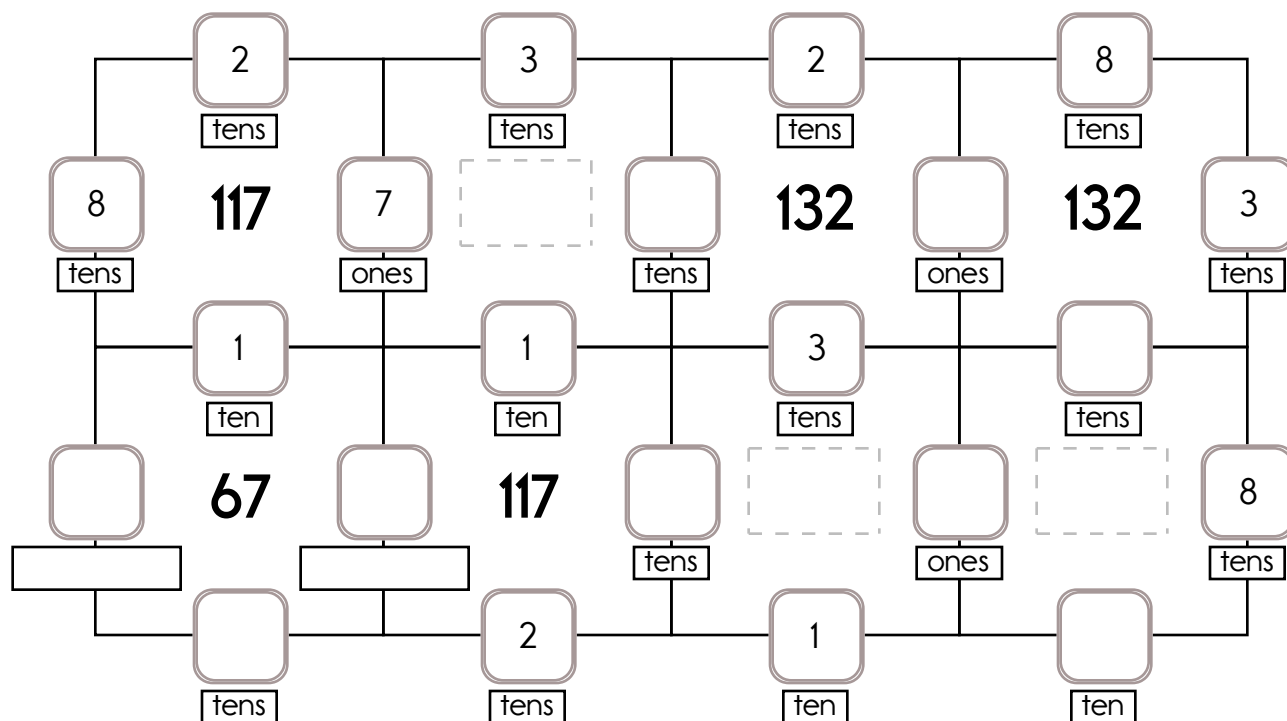 2 3 2 8
tens tens tens tens
8 117 7 132 132 3
tens ones tens ones tens
1 1 3
ten ten tens tens
67 117 8
tens ones tens
2 1
tens tens ten ten